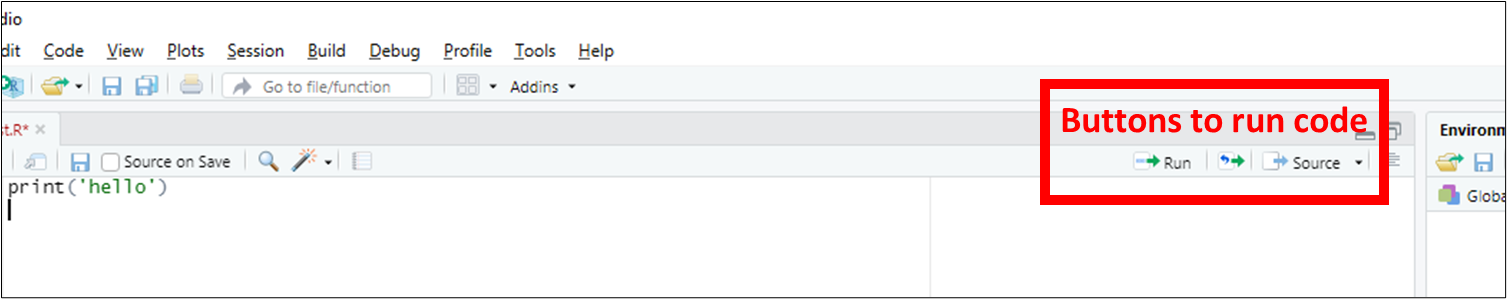 dio
dit Code View Plots Session Build Debug Profile Tools Help
Go to file/function Addins
st.R* Buttons to run code Environm
Source on Save Run Source
print('hello') Globa